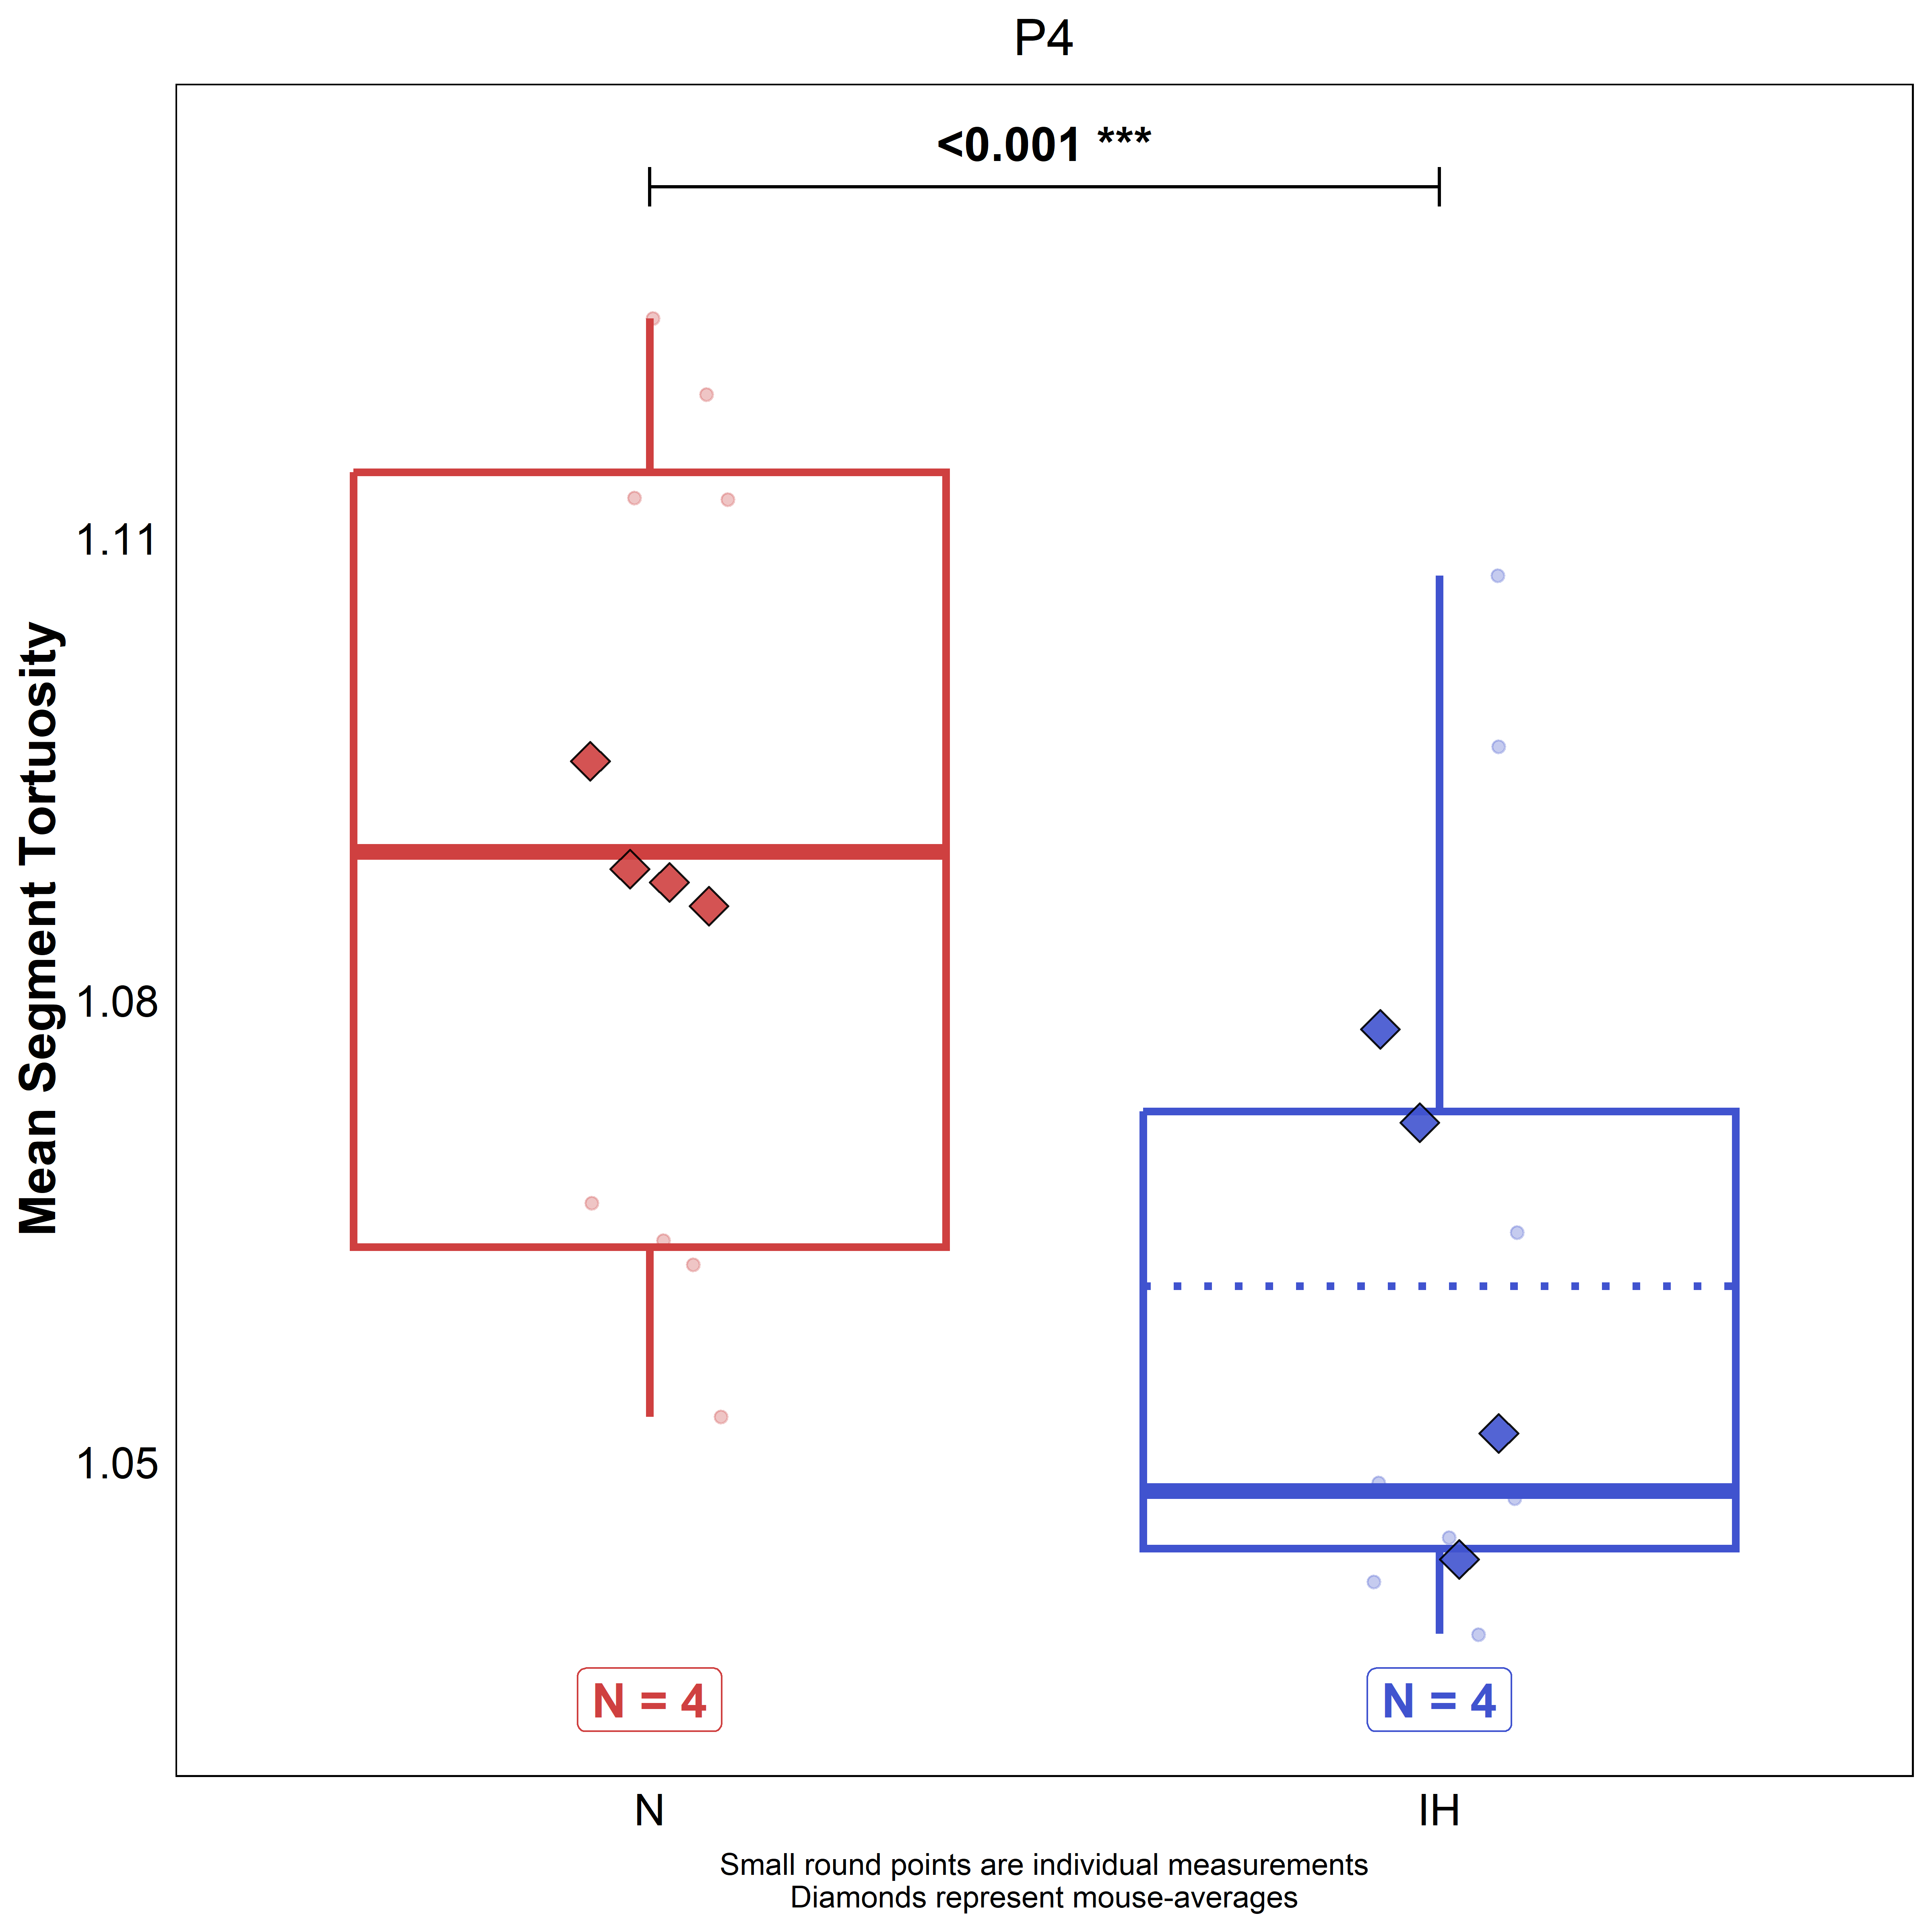 P4
<0.001 ***
Mean Segment Tortuosity
1.11
1.08
1.05
N = 4
N = 4
N
IH
Small round points are individual measurements
Diamonds represent mouse-averages